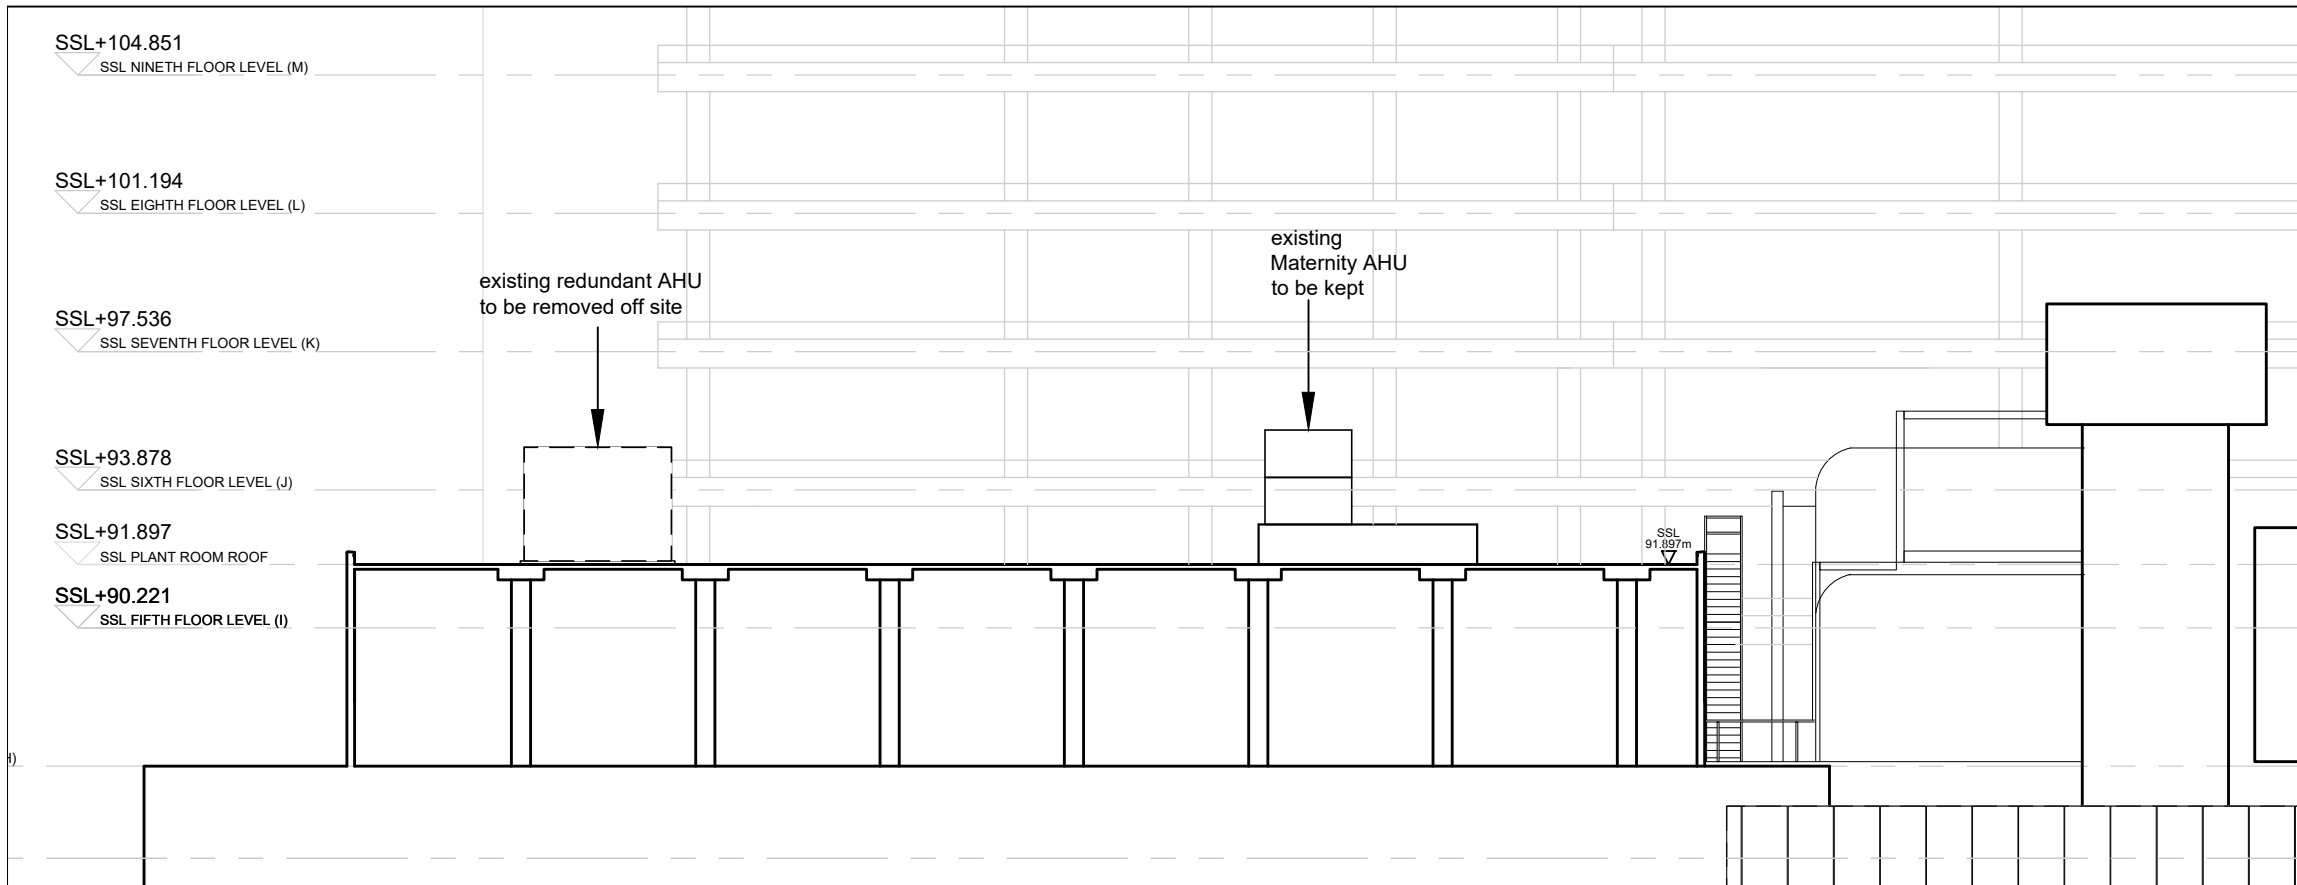 SSL+104.851
SSL NINETH FLOOR LEVEL (M)
SSL+101.194
SSL EIGHTH FLOOR LEVEL (L)
existing
Maternity AHU
to be kept
existing redundant AHU
to be removed off site
SSL+97.536
SSL SEVENTH FLOOR LEVEL (K)
SSL+93.878
SSL SIXTH FLOOR LEVEL (J)
SSL+91.897
SSL PLANT ROOM ROOF
SSL
91.897m
SSL+90.221
SSL FIFTH FLOOR LEVEL (I)